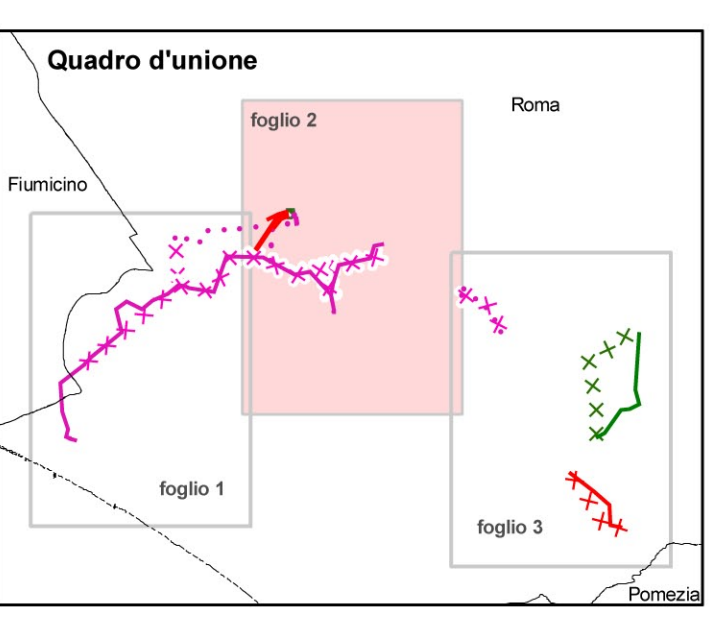 Quadro d'unione
Roma
foglio 2
Fiumicino
foglio 1
foglio 3
Pomezia